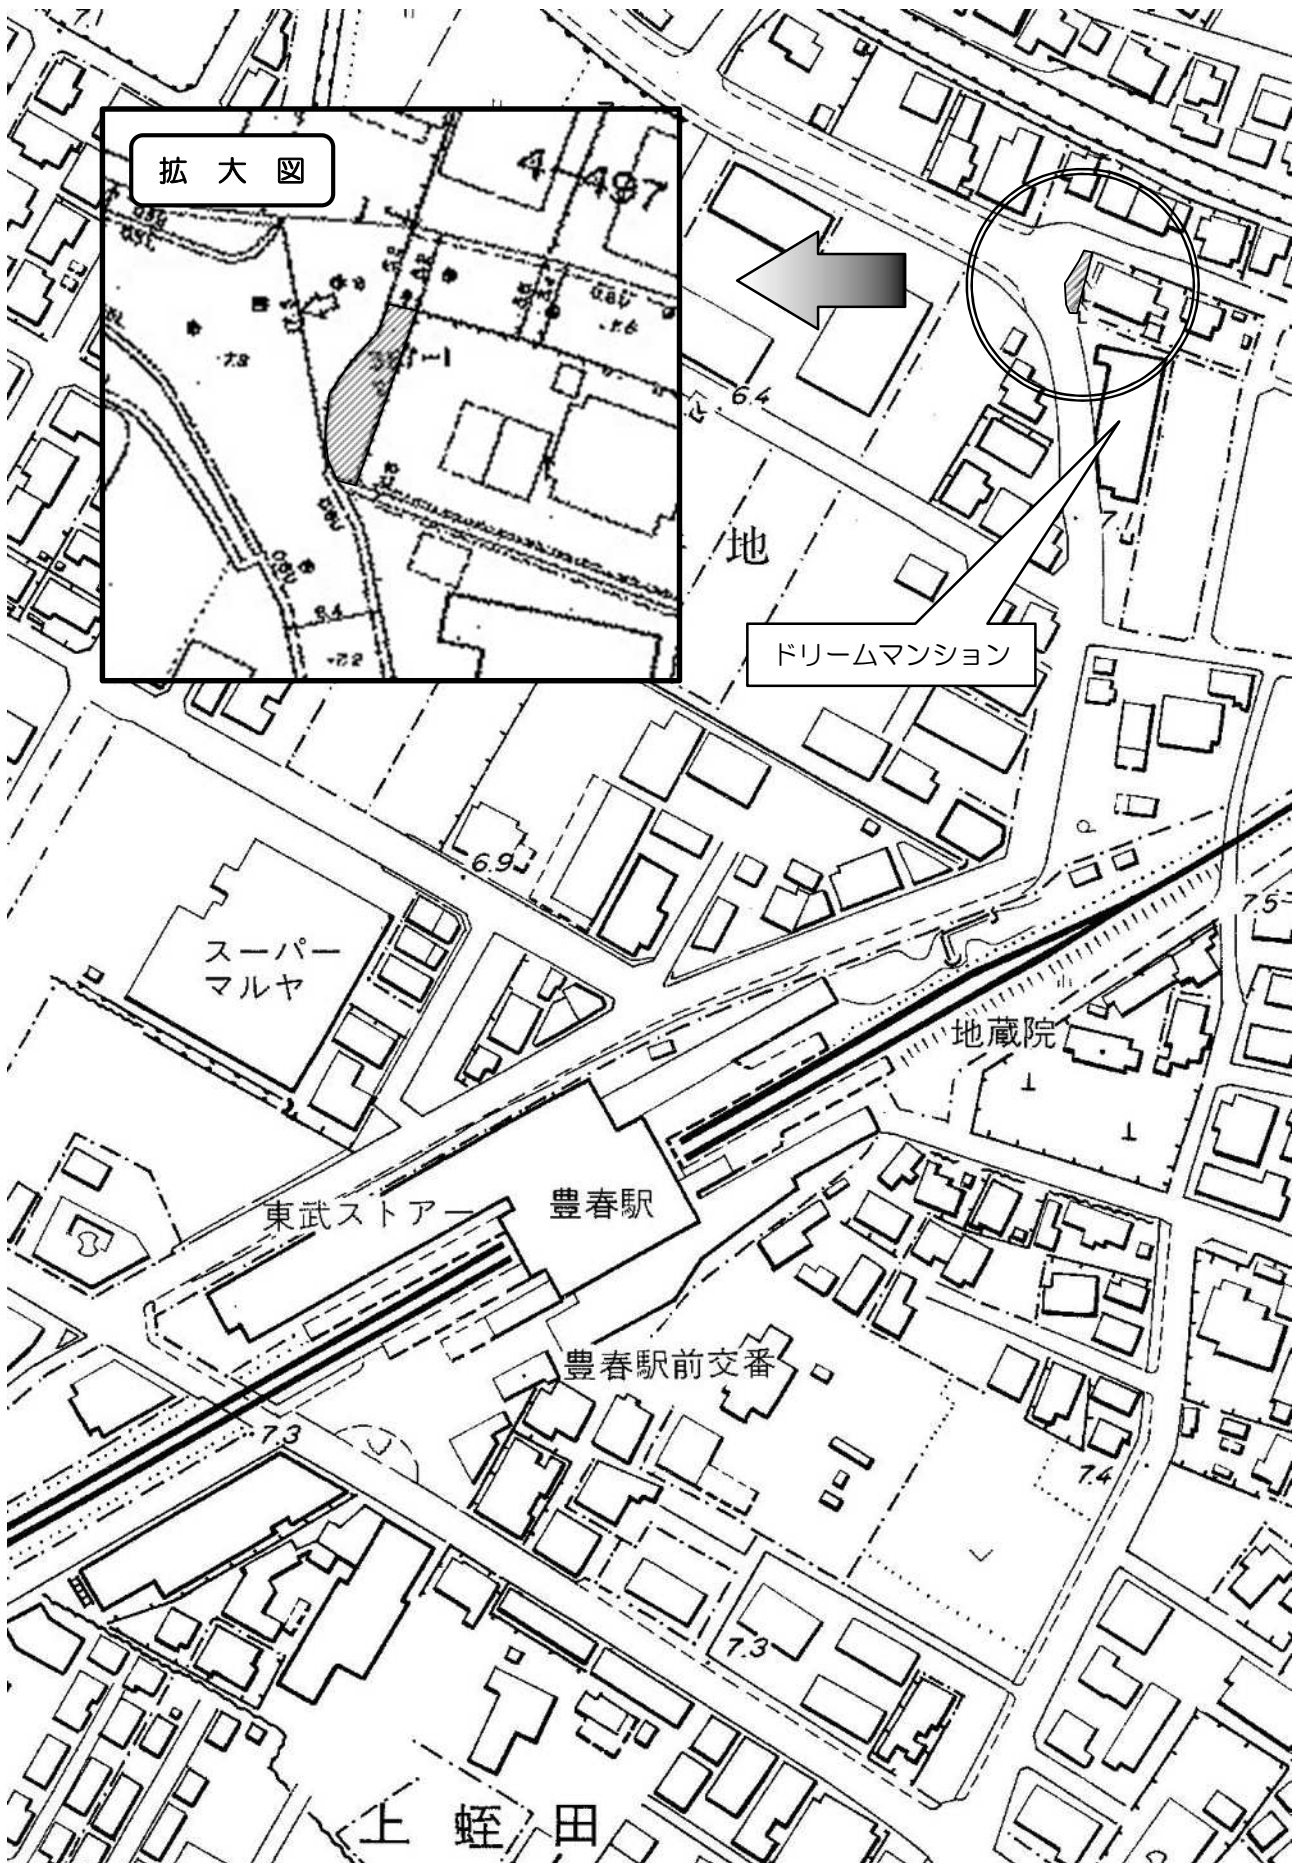 拡大図
4-497
6.4
地
ドリームマンション
6.9
7.5
スーパー
マルヤ
地蔵院
東武ストアー
豊春駅
豊春駅前交番
7.3
7.4
7.3
上蛭田